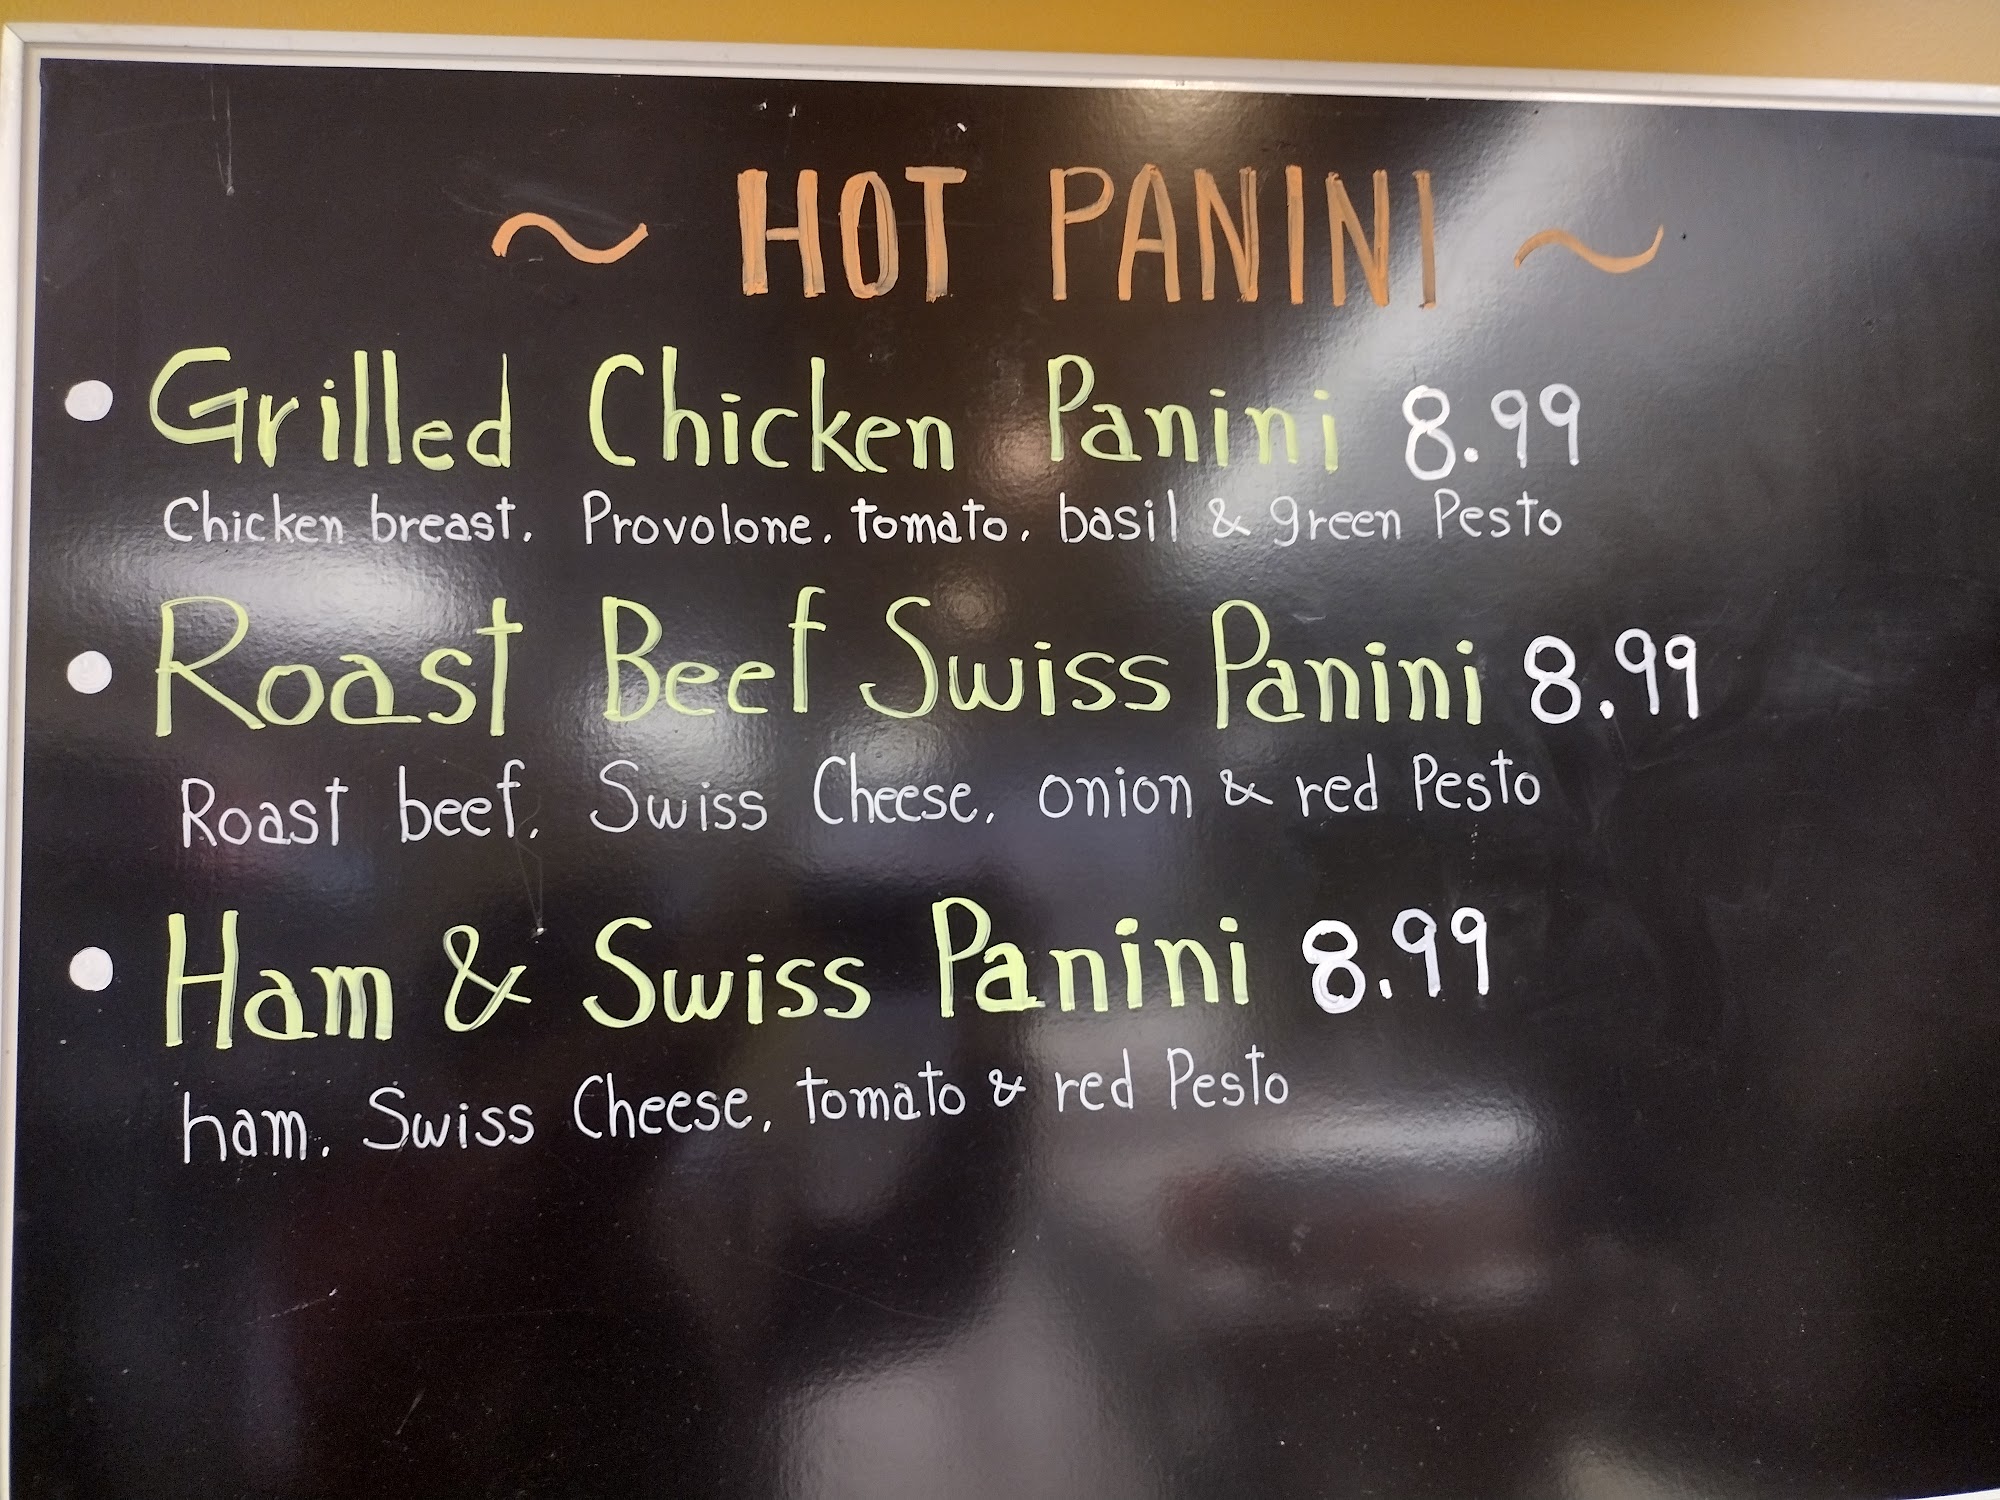 ~ HOT PANINI ~
• Grilled Chicken Panini 8.99
Chicken breast, Provolone, tomato, basil & green Pesto
• Roast Beef Swiss Panini 8.99
Roast beef, Swiss Cheese, onion & red Pesto
• Ham & Swiss Panini 8.99
ham, Swiss Cheese, tomato & red Pesto